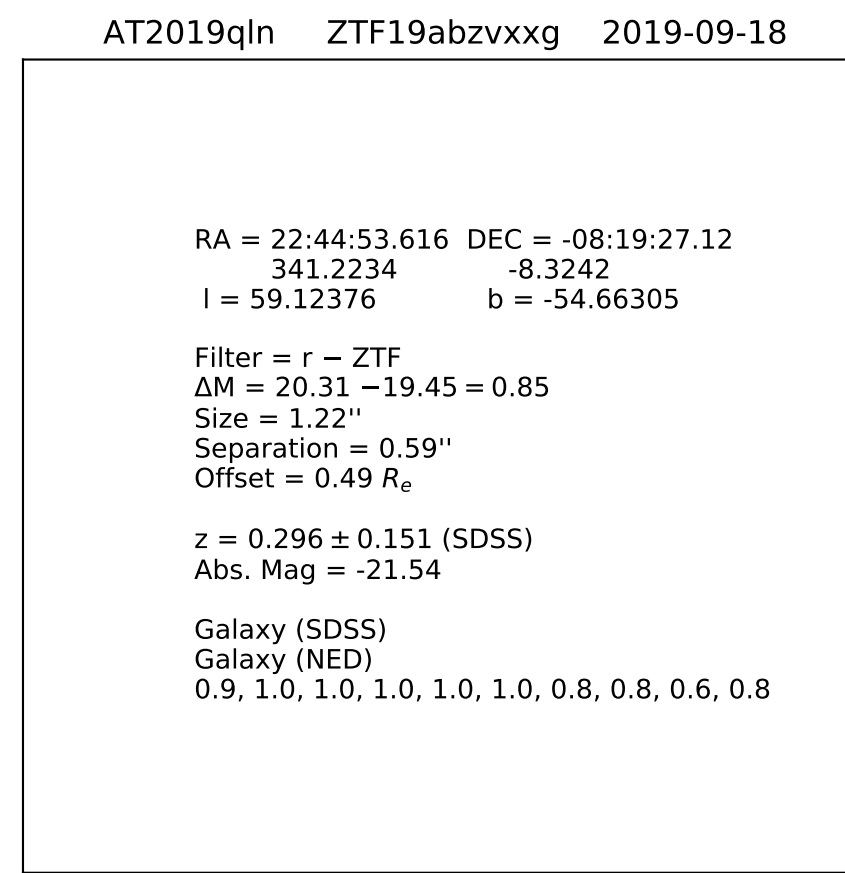 AT2019qln ZTF19abzvxxg 2019-09-18
RA = 22:44:53.616 DEC = -08:19:27.12
341.2234 -8.3242
l = 59.12376 b = -54.66305
Filter = r − ZTF
ΔM = 20.31 −19.45 = 0.85
Size = 1.22''
Separation = 0.59''
Offset = 0.49 Rₑ
z = 0.296 ± 0.151 (SDSS)
Abs. Mag = -21.54
Galaxy (SDSS)
Galaxy (NED)
0.9, 1.0, 1.0, 1.0, 1.0, 1.0, 0.8, 0.8, 0.6, 0.8